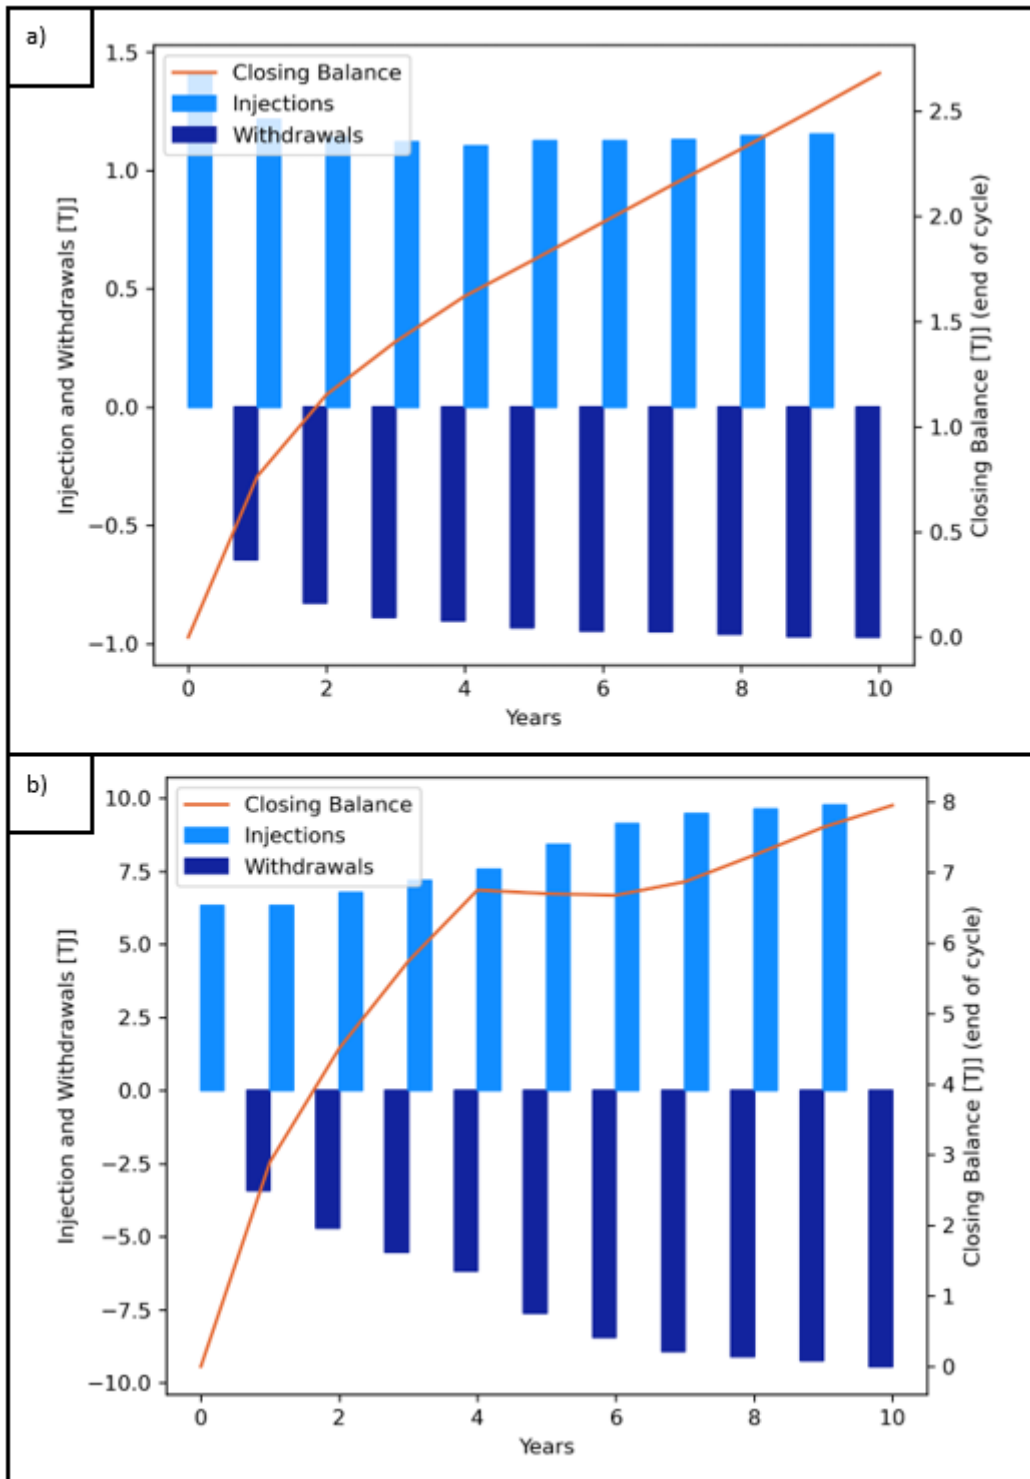 a)
Closing Balance
Injections
Withdrawals
Injection and Withdrawals [TJ]
1.5
1.0
0.5
0.0
−0.5
−1.0
2.5
2.0
1.5
1.0
0.5
0.0
Closing Balance [TJ] (end of cycle)
0 2 4 6 8 10
Years
b)
Closing Balance
Injections
Withdrawals
Injection and Withdrawals [TJ]
10.0
7.5
5.0
2.5
0.0
−2.5
−5.0
−7.5
−10.0
8
7
6
5
4
3
2
1
0
Closing Balance [TJ] (end of cycle)
0 2 4 6 8 10
Years